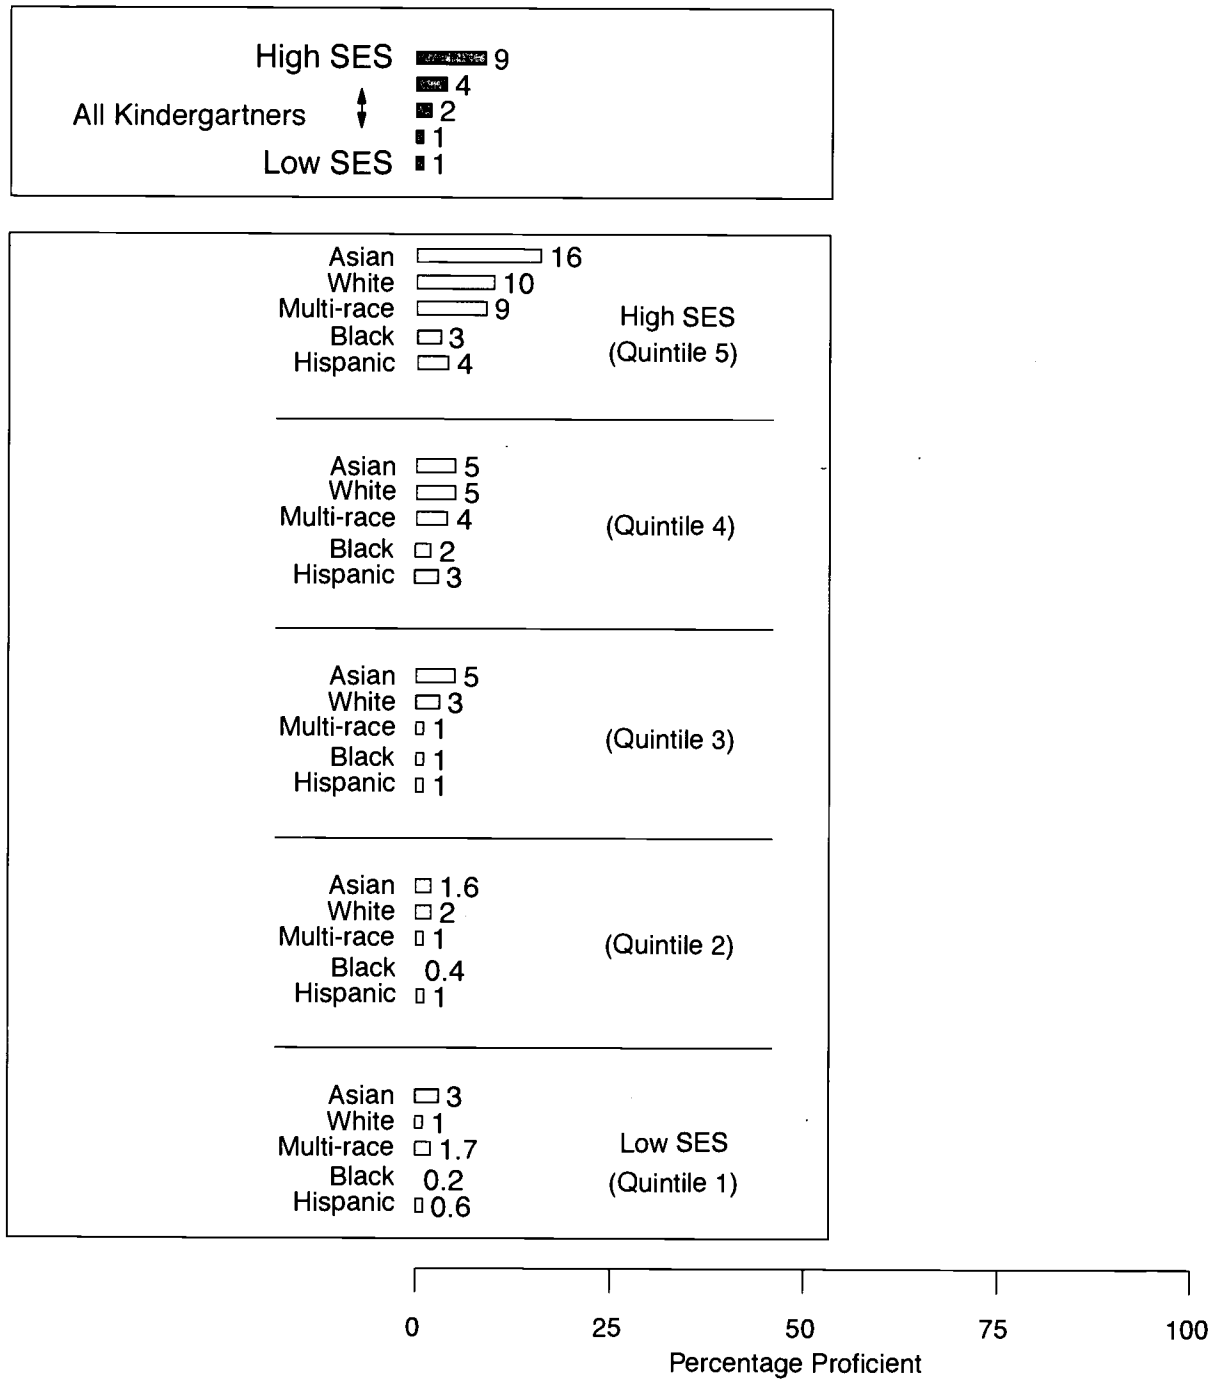 High SES 9
4
All Kindergartners 2
1
Low SES 1
Asian 16
White 10
Multi-race 9
Black 3
Hispanic 4
High SES
(Quintile 5)
Asian 5
White 5
Multi-race 4
Black 2
Hispanic 3
(Quintile 4)
Asian 5
White 3
Multi-race 1
Black 1
Hispanic 1
(Quintile 3)
Asian 1.6
White 2
Multi-race 1
Black 0.4
Hispanic 1
(Quintile 2)
Asian 3
White 1
Multi-race 1.7
Black 0.2
Hispanic 0.6
Low SES
(Quintile 1)
0 25 50 75 100
Percentage Proficient